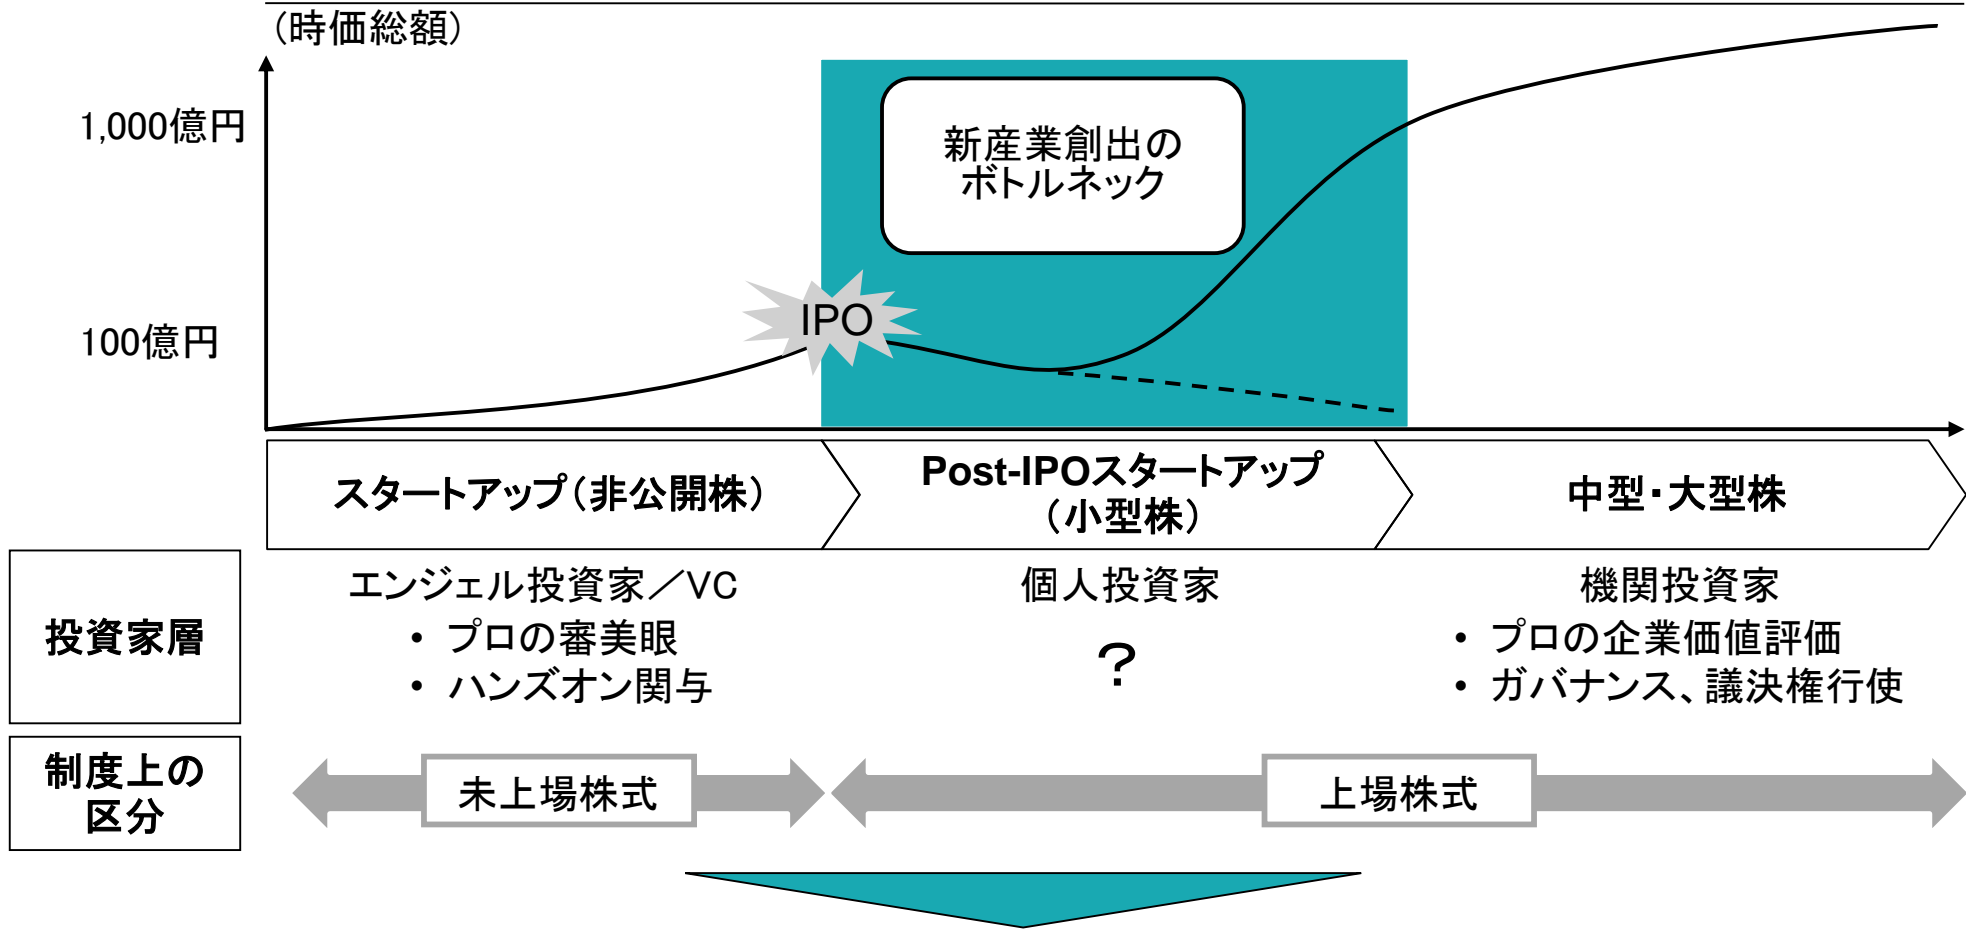 (時価総額)
1,000億円
新産業創出の
ボトルネック
IPO
100億円
スタートアップ(非公開株)
Post-IPOスタートアップ
(小型株)
中型・大型株
投資家層
エンジェル投資家／VC
• プロの審美眼
• ハンズオン関与
個人投資家
？
機関投資家
• プロの企業価値評価
• ガバナンス、議決権行使
制度上の
区分
未上場株式
上場株式